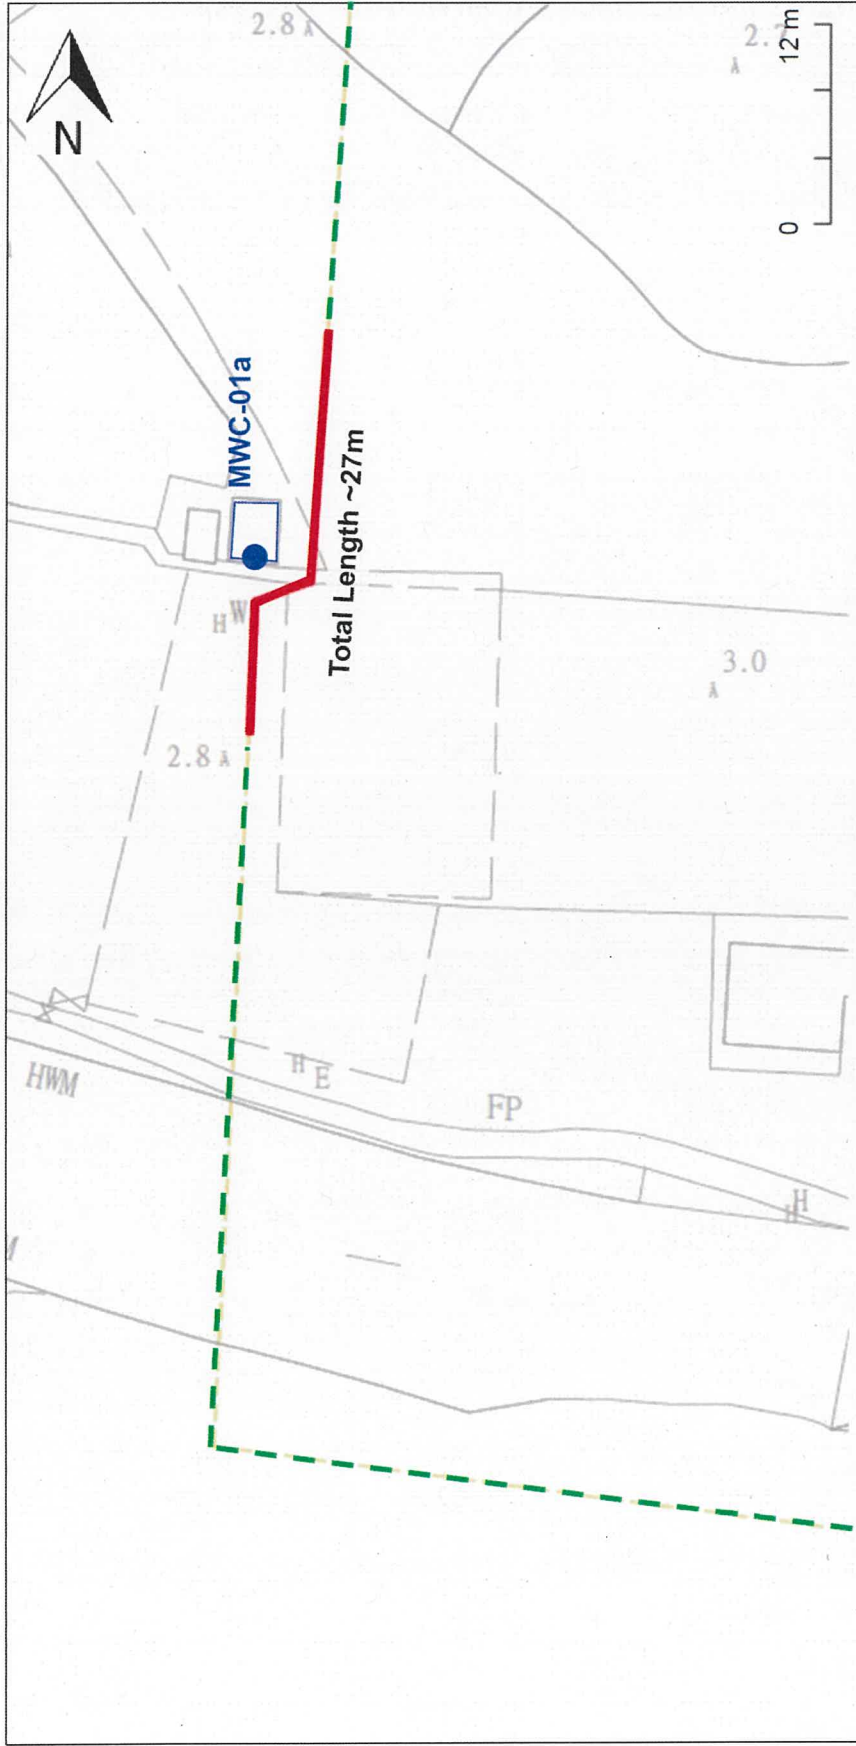 2.8
2.7
N
12 m
0
MWC-01a
Total Length ~27m
H W
2.8
3.0
HWM
H E
FP
H H